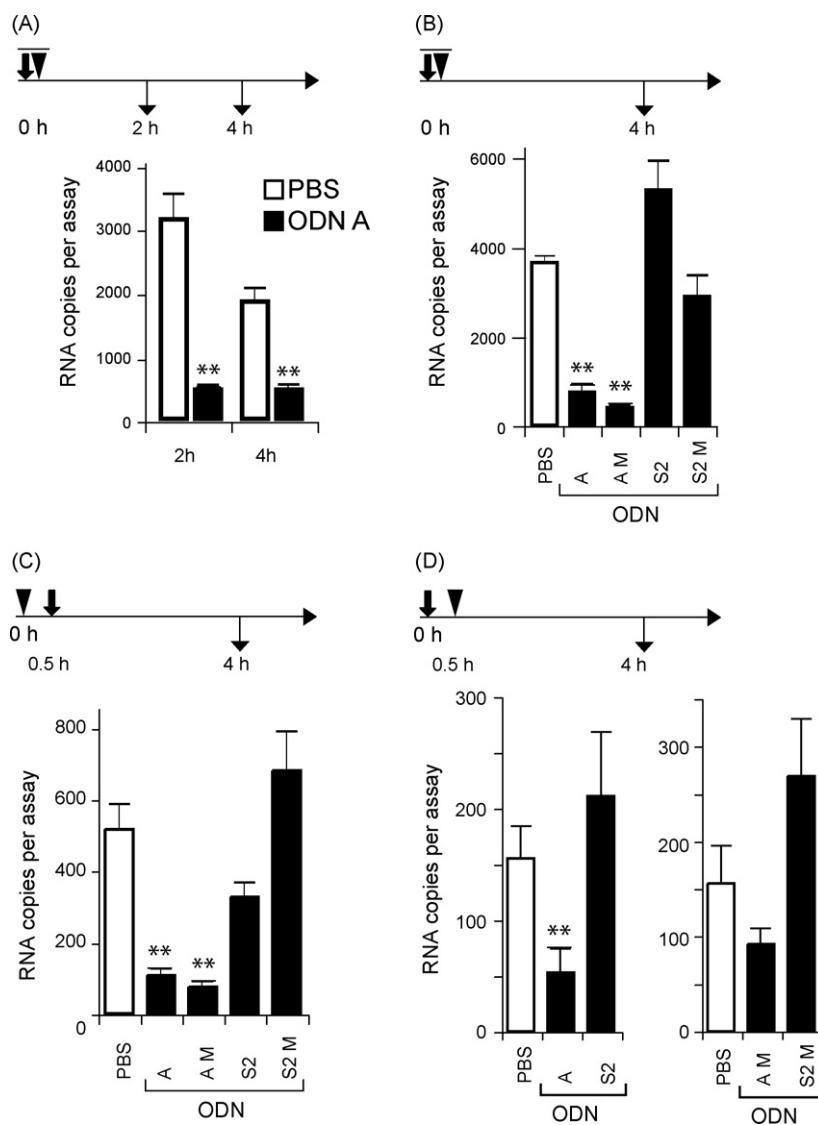 (A)
0 h
2 h
4 h
RNA copies per assay
4000
3000
2000
1000
0
PBS
ODN A
**
**
2h
4h
(B)
0 h
4 h
RNA copies per assay
6000
4000
2000
0
**
**
PBS
A
A M
S2
S2 M
ODN
(C)
0 h
0.5 h
4 h
RNA copies per assay
800
600
400
200
0
**
**
PBS
A
A M
S2
S2 M
ODN
(D)
0 h
0.5 h
4 h
RNA copies per assay
300
200
100
0
**
PBS
A
S2
ODN
300
200
100
0
PBS
A M
S2 M
ODN